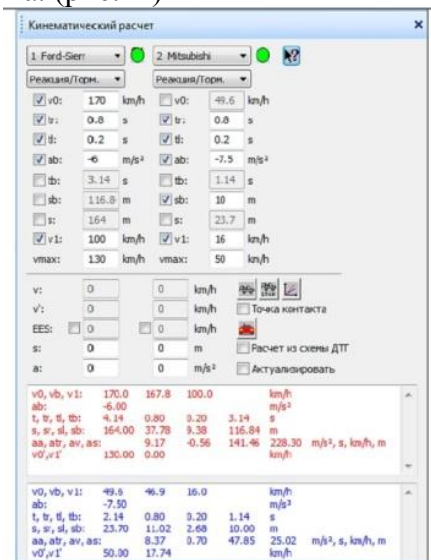 Кинематический расчет
1 Ford-Sierr 2 Mitsubishi
Реакция/Торм. Реакция/Торм.
v0: 170 km/h v0: 49.6 km/h
tr: 0.8 s tr: 0.8 s
tl: 0.2 s tl: 0.2 s
ab: -6 m/s² ab: -7.5 m/s²
tb: 3.14 s tb: 1.14 s
sb: 116.8 m sb: 10 m
s: 164 m s: 23.7 m
v1: 100 km/h v1: 16 km/h
vmax: 130 km/h vmax: 50 km/h
v: 0 0 km/h
v': 0 0 km/h Точка контакта
EES: 0 0 km/h
s: 0 0 m Расчет из схемы ДТП
a: 0 0 m/s² Актуализировать
v0, vb, v1: 170.0 167.8 100.0 km/h
ab: -6.00 m/s²
t, tr, tl, tb: 4.14 0.80 0.20 3.14 s
s, sr, sl, sb: 164.00 37.78 9.38 116.84 m
aa, atr, av, as: 9.17 -0.56 141.46 228.30 m/s², s, km/h, m
v0',v1' 130.00 0.00 km/h
v0, vb, v1: 49.6 46.9 16.0 km/h
ab: -7.50 m/s²
t, tr, tl, tb: 2.14 0.80 0.20 1.14 s
s, sr, sl, sb: 23.70 11.02 2.68 10.00 m
aa, atr, av, as: 8.37 0.70 47.85 25.02 m/s², s, km/h, m
v0',v1' 50.00 17.74 km/h